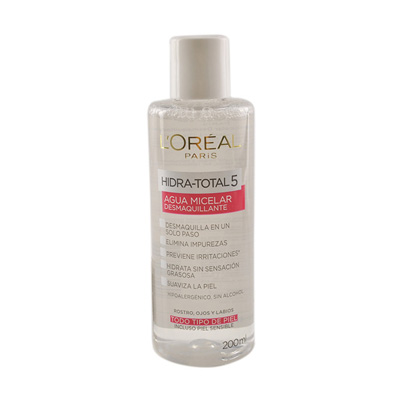 L'ORÉAL
PARIS
HIDRA-TOTAL 5
AGUA MICELAR
DESMAQUILLANTE
DESMAQUILLA EN UN
SOLO PASO
ELIMINA IMPUREZAS
PREVIENE IRRITACIONES*
HIDRATA SIN SENSACIÓN
GRASOSA
SUAVIZA LA PIEL
HIPOALERGÉNICO, SIN ALCOHOL
ROSTRO, OJOS Y LABIOS
TODO TIPO DE PIEL
INCLUSO PIEL SENSIBLE
200ml